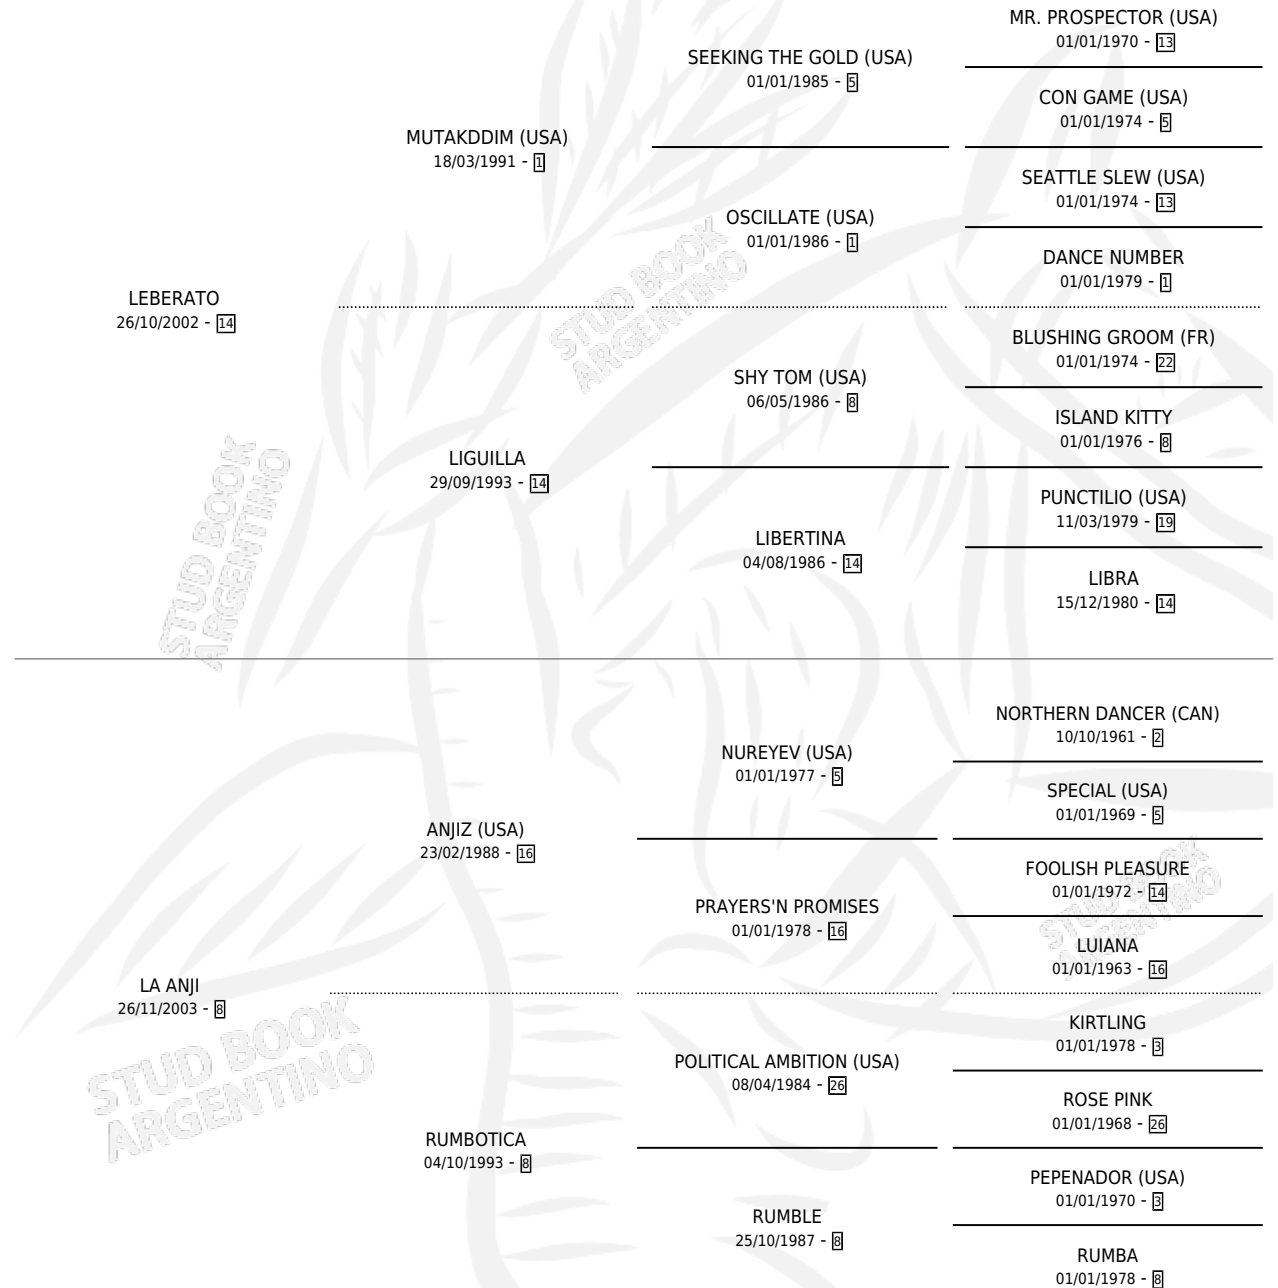 MR. PROSPECTOR (USA)
01/01/1970 - 13
SEEKING THE GOLD (USA)
01/01/1985 - 5
CON GAME (USA)
01/01/1974 - 5
MUTAKDDIM (USA)
18/03/1991 - 1
SEATTLE SLEW (USA)
01/01/1974 - 13
OSCILLATE (USA)
01/01/1986 - 1
DANCE NUMBER
01/01/1979 - 1
LEBERATO
26/10/2002 - 14
STUD BOOK
ARGENTINO
BLUSHING GROOM (FR)
01/01/1974 - 22
SHY TOM (USA)
06/05/1986 - 8
ISLAND KITTY
01/01/1976 - 8
LIGUILLA
29/09/1993 - 14
PUNCTILIO (USA)
11/03/1979 - 19
LIBERTINA
04/08/1986 - 14
LIBRA
15/12/1980 - 14
STUD BOOK
ARGENTINO
NORTHERN DANCER (CAN)
10/10/1961 - 2
NUREYEV (USA)
01/01/1977 - 5
SPECIAL (USA)
01/01/1969 - 5
ANJIZ (USA)
23/02/1988 - 16
FOOLISH PLEASURE
01/01/1972 - 14
PRAYERS'N PROMISES
01/01/1978 - 16
LUIANA
01/01/1963 - 16
STUD BOOK
ARGENTINO
LA ANJI
26/11/2003 - 8
KIRTLING
01/01/1978 - 3
POLITICAL AMBITION (USA)
08/04/1984 - 26
ROSE PINK
01/01/1968 - 26
STUD BOOK
ARGENTINO
RUMBOTICA
04/10/1993 - 8
PEPENADOR (USA)
01/01/1970 - 3
RUMBLE
25/10/1987 - 8
RUMBA
01/01/1978 - 8